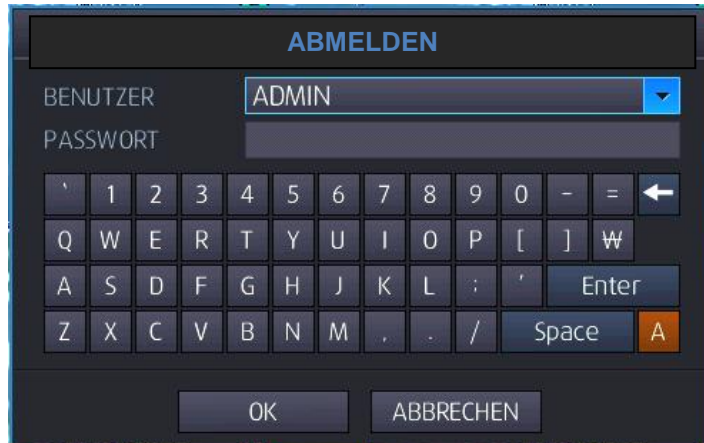 ABMELDEN
BENUTZER ADMIN
PASSWORT
` 1 2 3 4 5 6 7 8 9 0 - =
Q W E R T Y U I O P [ ] ₩
A S D F G H J K L ; ' Enter
Z X C V B N M , . / Space A
OK ABBRECHEN